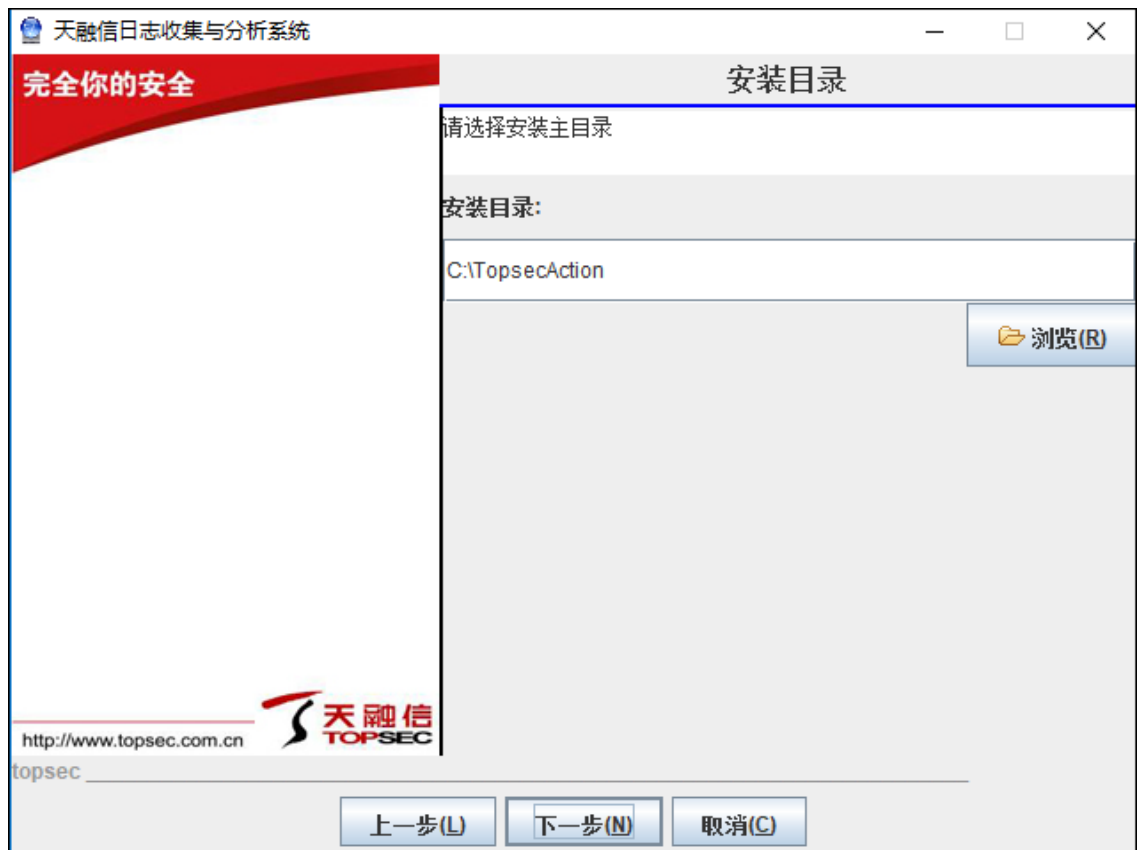 天融信日志收集与分析系统
完全你的安全
安装目录
请选择安装主目录
安装目录:
C:\TopsecAction
浏览(R)
天融信
TOPSEC
http://www.topsec.com.cn
topsec
上一步(L) 下一步(N) 取消(C)